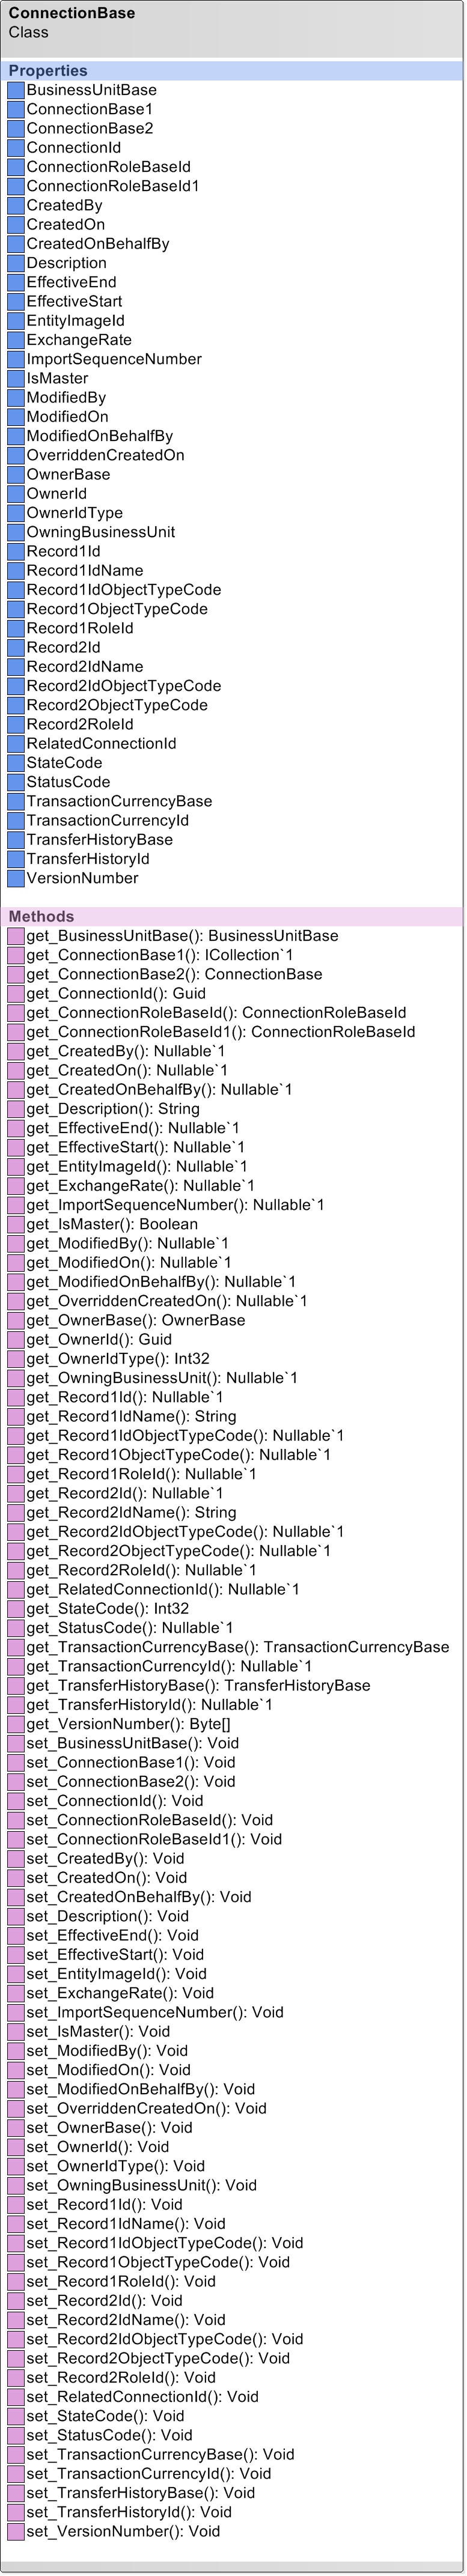 ConnectionBase
Class
Properties
BusinessUnitBase
ConnectionBase1
ConnectionBase2
ConnectionId
ConnectionRoleBaseId
ConnectionRoleBaseId1
CreatedBy
CreatedOn
CreatedOnBehalfBy
Description
EffectiveEnd
EffectiveStart
EntityImageId
ExchangeRate
ImportSequenceNumber
IsMaster
ModifiedBy
ModifiedOn
ModifiedOnBehalfBy
OverriddenCreatedOn
OwnerBase
OwnerId
OwnerIdType
OwningBusinessUnit
Record1Id
Record1IdName
Record1IdObjectTypeCode
Record1ObjectTypeCode
Record1RoleId
Record2Id
Record2IdName
Record2IdObjectTypeCode
Record2ObjectTypeCode
Record2RoleId
RelatedConnectionId
StateCode
StatusCode
TransactionCurrencyBase
TransactionCurrencyId
TransferHistoryBase
TransferHistoryId
VersionNumber
Methods
get_BusinessUnitBase(): BusinessUnitBase
get_ConnectionBase1(): ICollection`1
get_ConnectionBase2(): ConnectionBase
get_ConnectionId(): Guid
get_ConnectionRoleBaseId(): ConnectionRoleBaseId
get_ConnectionRoleBaseId1(): ConnectionRoleBaseId
get_CreatedBy(): Nullable`1
get_CreatedOn(): Nullable`1
get_CreatedOnBehalfBy(): Nullable`1
get_Description(): String
get_EffectiveEnd(): Nullable`1
get_EffectiveStart(): Nullable`1
get_EntityImageId(): Nullable`1
get_ExchangeRate(): Nullable`1
get_ImportSequenceNumber(): Nullable`1
get_IsMaster(): Boolean
get_ModifiedBy(): Nullable`1
get_ModifiedOn(): Nullable`1
get_ModifiedOnBehalfBy(): Nullable`1
get_OverriddenCreatedOn(): Nullable`1
get_OwnerBase(): OwnerBase
get_OwnerId(): Guid
get_OwnerIdType(): Int32
get_OwningBusinessUnit(): Nullable`1
get_Record1Id(): Nullable`1
get_Record1IdName(): String
get_Record1IdObjectTypeCode(): Nullable`1
get_Record1ObjectTypeCode(): Nullable`1
get_Record1RoleId(): Nullable`1
get_Record2Id(): Nullable`1
get_Record2IdName(): String
get_Record2IdObjectTypeCode(): Nullable`1
get_Record2ObjectTypeCode(): Nullable`1
get_Record2RoleId(): Nullable`1
get_RelatedConnectionId(): Nullable`1
get_StateCode(): Int32
get_StatusCode(): Nullable`1
get_TransactionCurrencyBase(): TransactionCurrencyBase
get_TransactionCurrencyId(): Nullable`1
get_TransferHistoryBase(): TransferHistoryBase
get_TransferHistoryId(): Nullable`1
get_VersionNumber(): Byte[]
set_BusinessUnitBase(): Void
set_ConnectionBase1(): Void
set_ConnectionBase2(): Void
set_ConnectionId(): Void
set_ConnectionRoleBaseId(): Void
set_ConnectionRoleBaseId1(): Void
set_CreatedBy(): Void
set_CreatedOn(): Void
set_CreatedOnBehalfBy(): Void
set_Description(): Void
set_EffectiveEnd(): Void
set_EffectiveStart(): Void
set_EntityImageId(): Void
set_ExchangeRate(): Void
set_ImportSequenceNumber(): Void
set_IsMaster(): Void
set_ModifiedBy(): Void
set_ModifiedOn(): Void
set_ModifiedOnBehalfBy(): Void
set_OverriddenCreatedOn(): Void
set_OwnerBase(): Void
set_OwnerId(): Void
set_OwnerIdType(): Void
set_OwningBusinessUnit(): Void
set_Record1Id(): Void
set_Record1IdName(): Void
set_Record1IdObjectTypeCode(): Void
set_Record1ObjectTypeCode(): Void
set_Record1RoleId(): Void
set_Record2Id(): Void
set_Record2IdName(): Void
set_Record2IdObjectTypeCode(): Void
set_Record2ObjectTypeCode(): Void
set_Record2RoleId(): Void
set_RelatedConnectionId(): Void
set_StateCode(): Void
set_StatusCode(): Void
set_TransactionCurrencyBase(): Void
set_TransactionCurrencyId(): Void
set_TransferHistoryBase(): Void
set_TransferHistoryId(): Void
set_VersionNumber(): Void